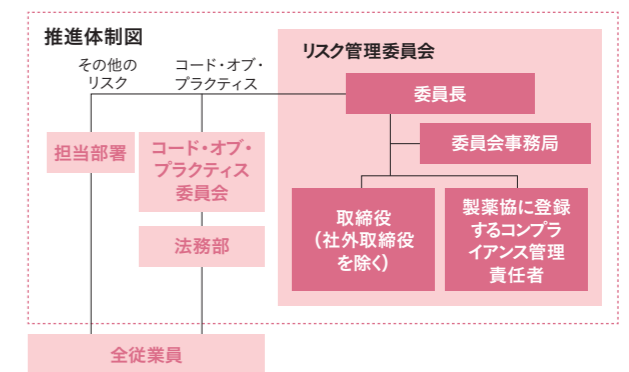 推進体制図
その他の
リスク
コード・オブ・
プラクティス
リスク管理委員会
委員長
委員会事務局
担当部署
コード・オブ・
プラクティス
委員会
法務部
取締役
（社外取締役
を除く）
製薬協に登録
するコンプラ
イアンス管理
責任者
全従業員